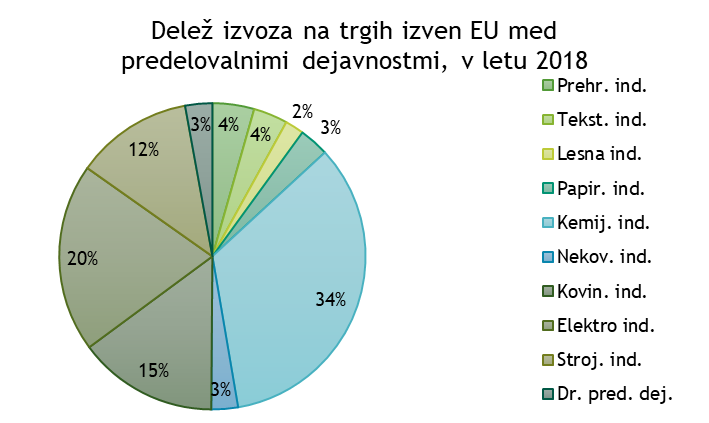 Delež izvoza na trgih izven EU med
predelovalnimi dejavnostmi, v letu 2018
Prehr. ind.
Tekst. ind.
Lesna ind.
Papir. ind.
Kemij. ind.
Nekov. ind.
Kovin. ind.
Elektro ind.
Stroj. ind.
Dr. pred. dej.
4%
4%
2%
3%
34%
3%
15%
20%
12%
3%